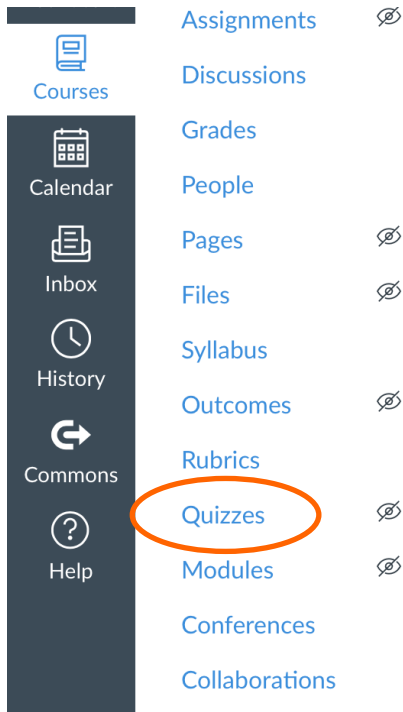 Courses
Calendar
Inbox
History
Commons
Help
Assignments
Discussions
Grades
People
Pages
Files
Syllabus
Outcomes
Rubrics
Quizzes
Modules
Conferences
Collaborations